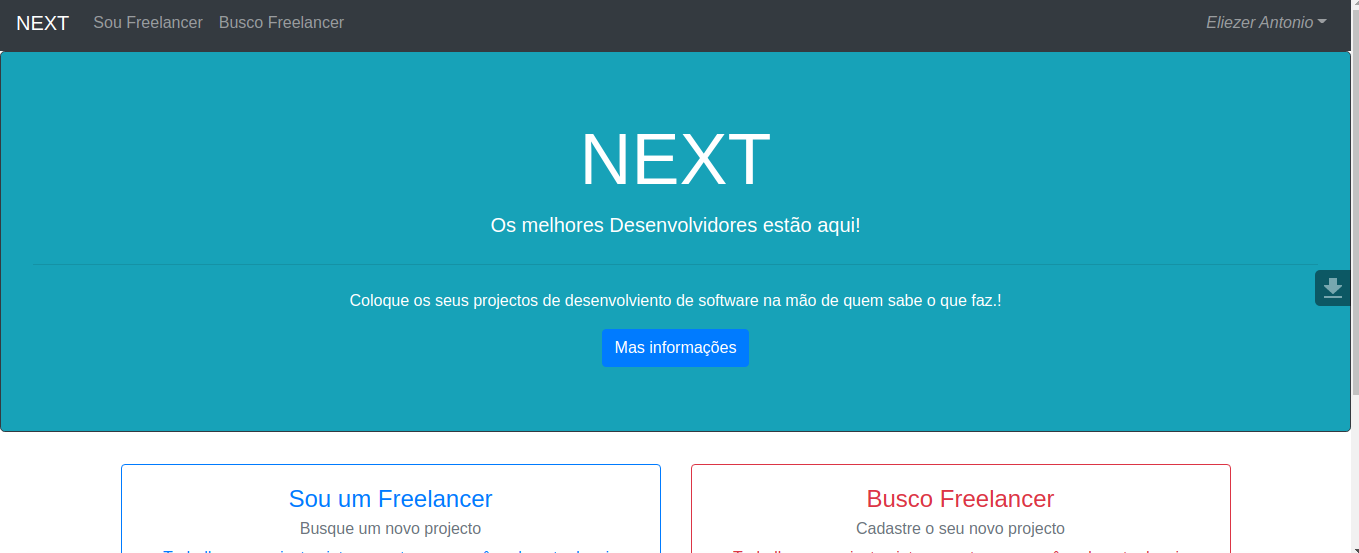 NEXT Sou Freelancer Busco Freelancer Eliezer Antonio
NEXT
Os melhores Desenvolvidores estão aqui!
Coloque os seus projectos de desenvolviento de software na mão de quem sabe o que faz.!
Mas informações
Sou um Freelancer Busco Freelancer
Busque um novo projecto Cadastre o seu novo projecto